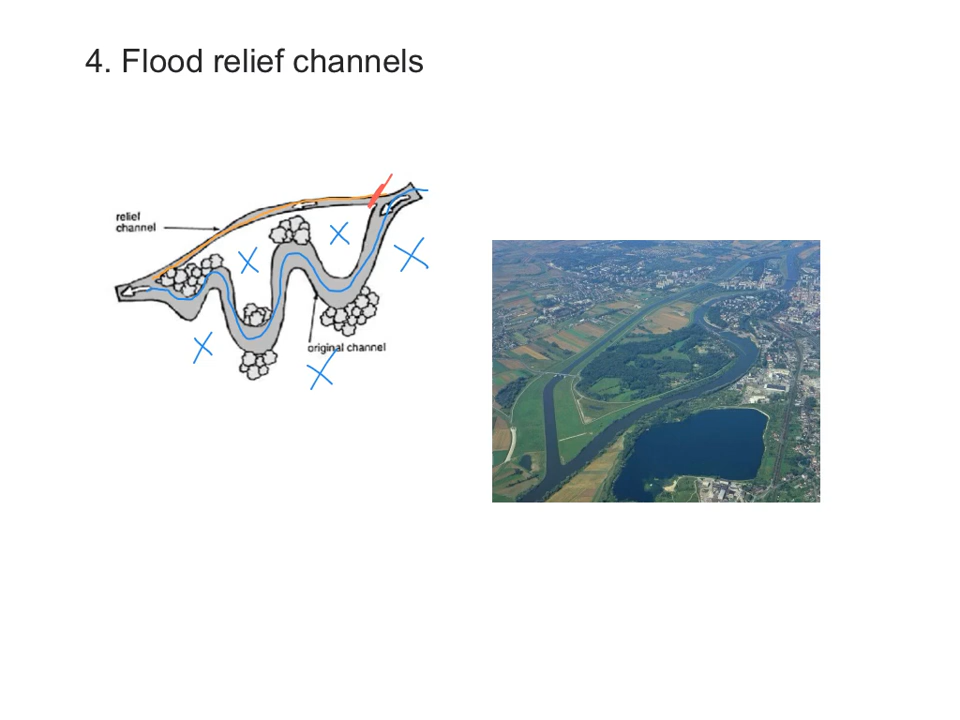 4. Flood relief channels
relief
channel
original channel